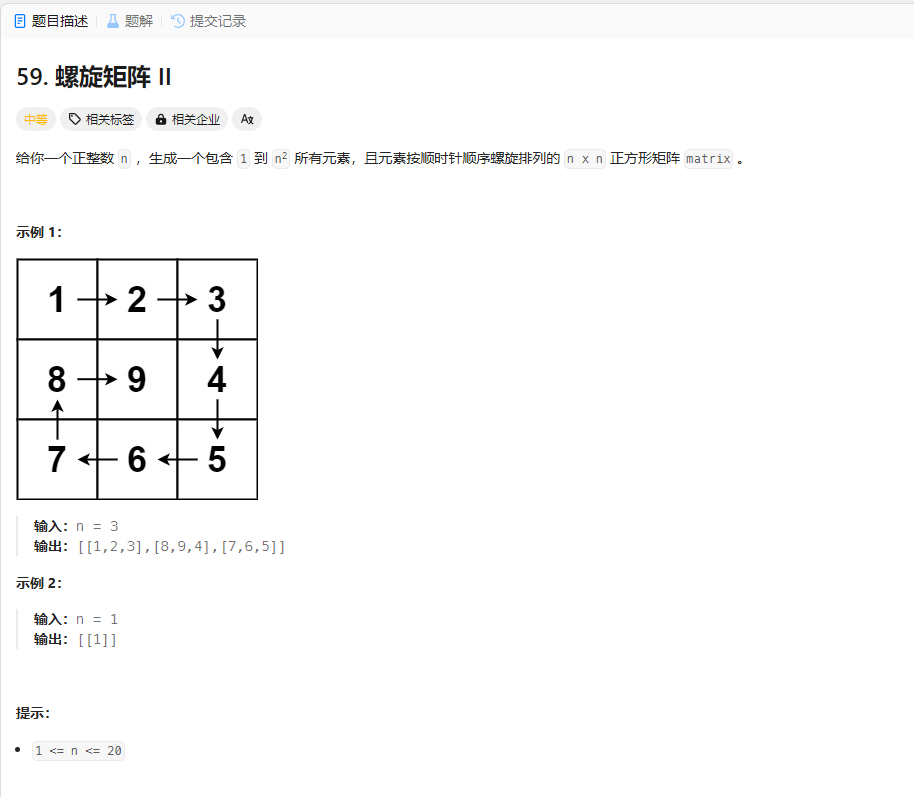 题目描述 题解 提交记录
59. 螺旋矩阵 II
中等 相关标签 相关企业 A文
给你一个正整数 n ，生成一个包含 1 到 n² 所有元素，且元素按顺时针顺序螺旋排列的 n x n 正方形矩阵 matrix 。
示例 1：
1 2 3
8 9 4
7 6 5
输入：n = 3
输出：[[1,2,3],[8,9,4],[7,6,5]]
示例 2：
输入：n = 1
输出：[[1]]
提示：
1 <= n <= 20